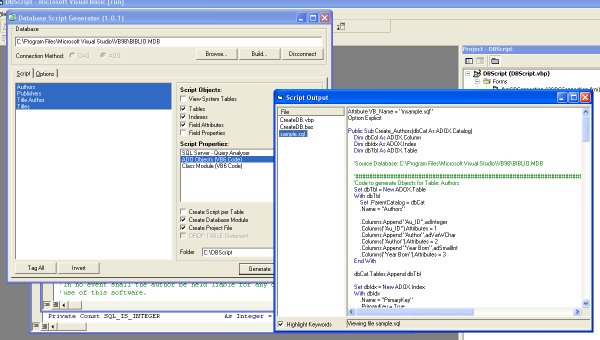 DBScript - Microsoft Visual Basic [run]
Database Script Generator (1.0.1)
Database
C:\Program Files\Microsoft Visual Studio\VB98\BIBLIO.MDB
Connection Method:
DAO
ADO
Browse...
Build...
Disconnect
Script
Options
Authors
Publishers
Title Author
Titles
Script Objects:
View System Tables
Tables
Indexes
Field Attributes
Field Properties
Script Properties:
SQL Server - Query Analyser
ADO Objects (VB6 Code)
Class Module (VB6 Code)
Create Script per Table
Create Database Module
Create Project File
DROP TABLE Statement
Folder
C:\DBScript
Tag All
Invert
Generate
Project - DBScript
DBScript (DBScript.vbp)
Forms
Script Output
File
CreateDB.vbp
CreateDB.bas
sample.sql
Attribute VB_Name = "msample.sql"
Option Explicit
Public Sub Create_Authors(dbCat As ADOX.Catalog)
Dim dbCol As ADOX.Column
Dim dbIdx As ADOX.Index
Dim dbTbl As ADOX.Table
'Source Database: C:\Program Files\Microsoft Visual Studio\VB98\BIBLIO.MDB
'Code to generate Objects for Table: Authors
Set dbTbl = New ADOX.Table
With dbTbl
Set .ParentCatalog = dbCat
.Name = "Authors"
.Columns.Append "Au_ID",adInteger
.Columns("Au_ID").Attributes = 1
.Columns.Append "Author",adVarWChar
.Columns("Author").Attributes = 2
.Columns.Append "Year Born",adSmallInt
.Columns("Year Born").Attributes = 3
End With
dbCat.Tables.Append dbTbl
Set dbIdx = New ADOX.Index
With dbIdx
.Name = "PrimaryKey"
.PrimaryKey = True
Highlight Keywords
Viewing file sample.sql
'in no event shall the author be held liable for any
'use of this software.
Private Const SQL_IS_INTEGER As Integer =